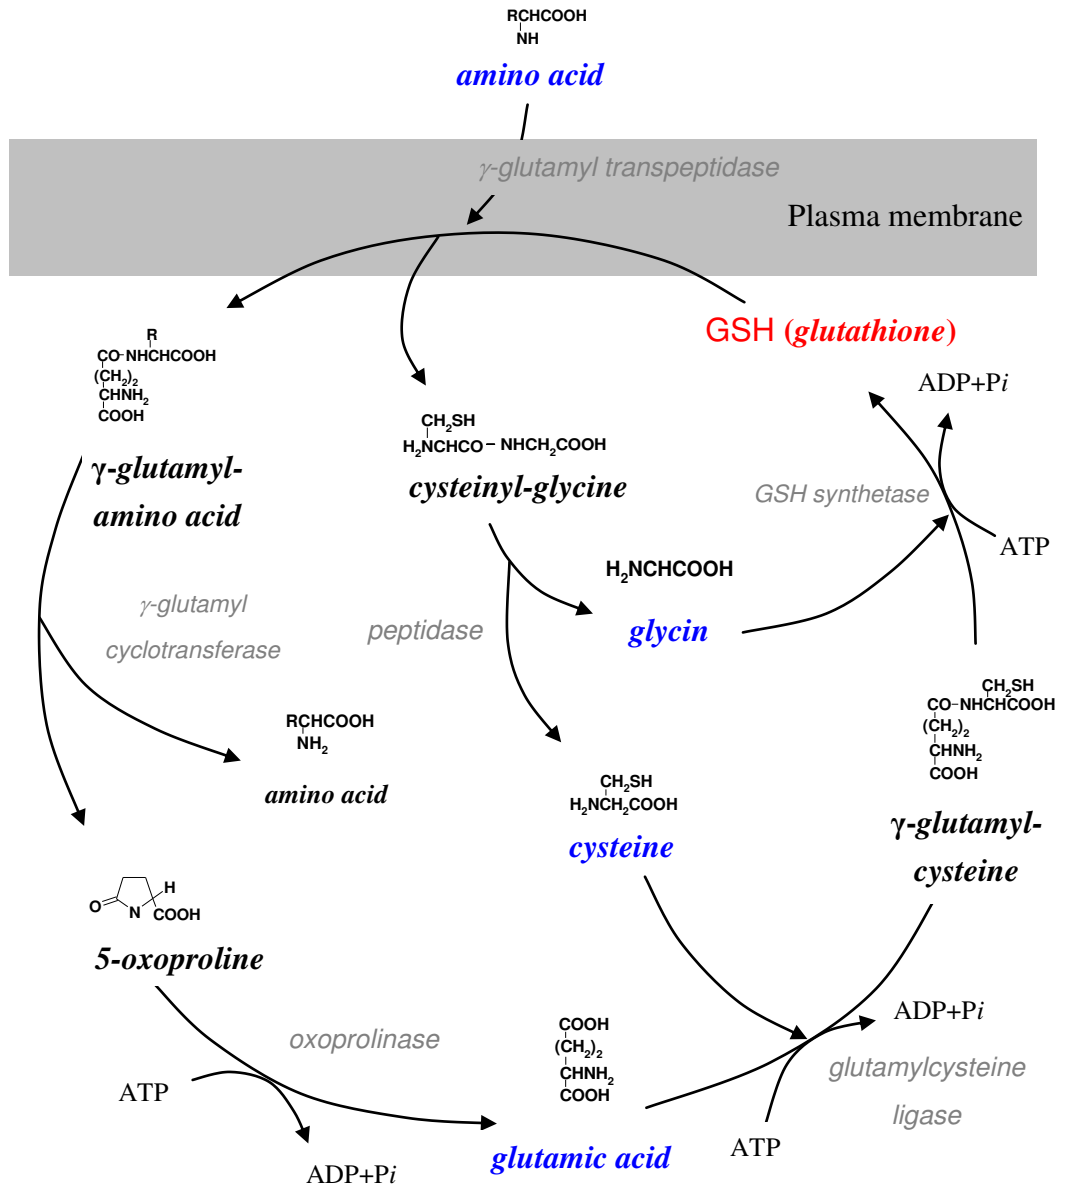 RCHCOOH
NH
amino acid
γ-glutamyl transpeptidase
Plasma membrane
GSH (glutathione)
R
CO-NHCHCOOH
(CH2)2
CHNH2
COOH
γ-glutamyl-
amino acid
CH2SH
H2NCHCO – NHCH2COOH
cysteinyl-glycine
ADP+Pi
GSH synthetase
ATP
H2NCHCOOH
glycin
γ-glutamyl
cyclotransferase
peptidase
RCHCOOH
NH2
amino acid
CH2SH
CO-NHCHCOOH
(CH2)2
CHNH2
COOH
γ-glutamyl-
cysteine
CH2SH
H2NCH2COOH
cysteine
O
N
H
COOH
5-oxoproline
oxoprolinase
ATP
ADP+Pi
COOH
(CH2)2
CHNH2
COOH
glutamic acid
ADP+Pi
glutamylcysteine
ligase
ATP